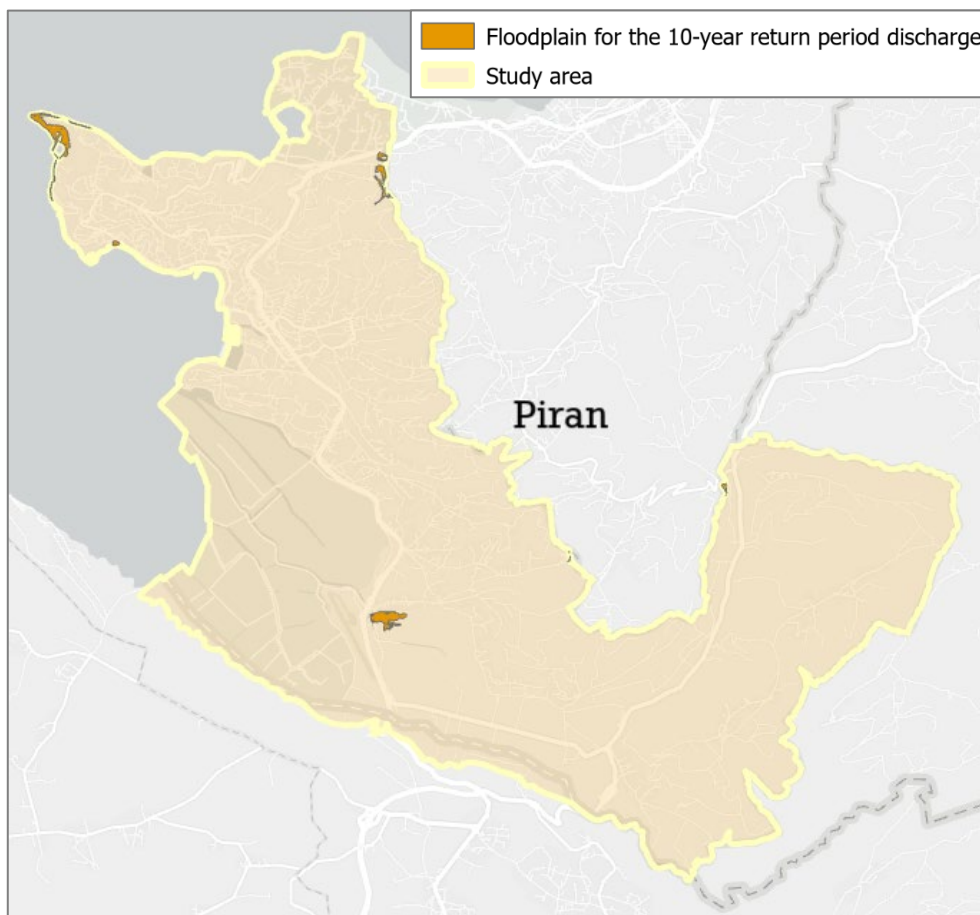 Floodplain for the 10-year return period discharge
Study area
Piran